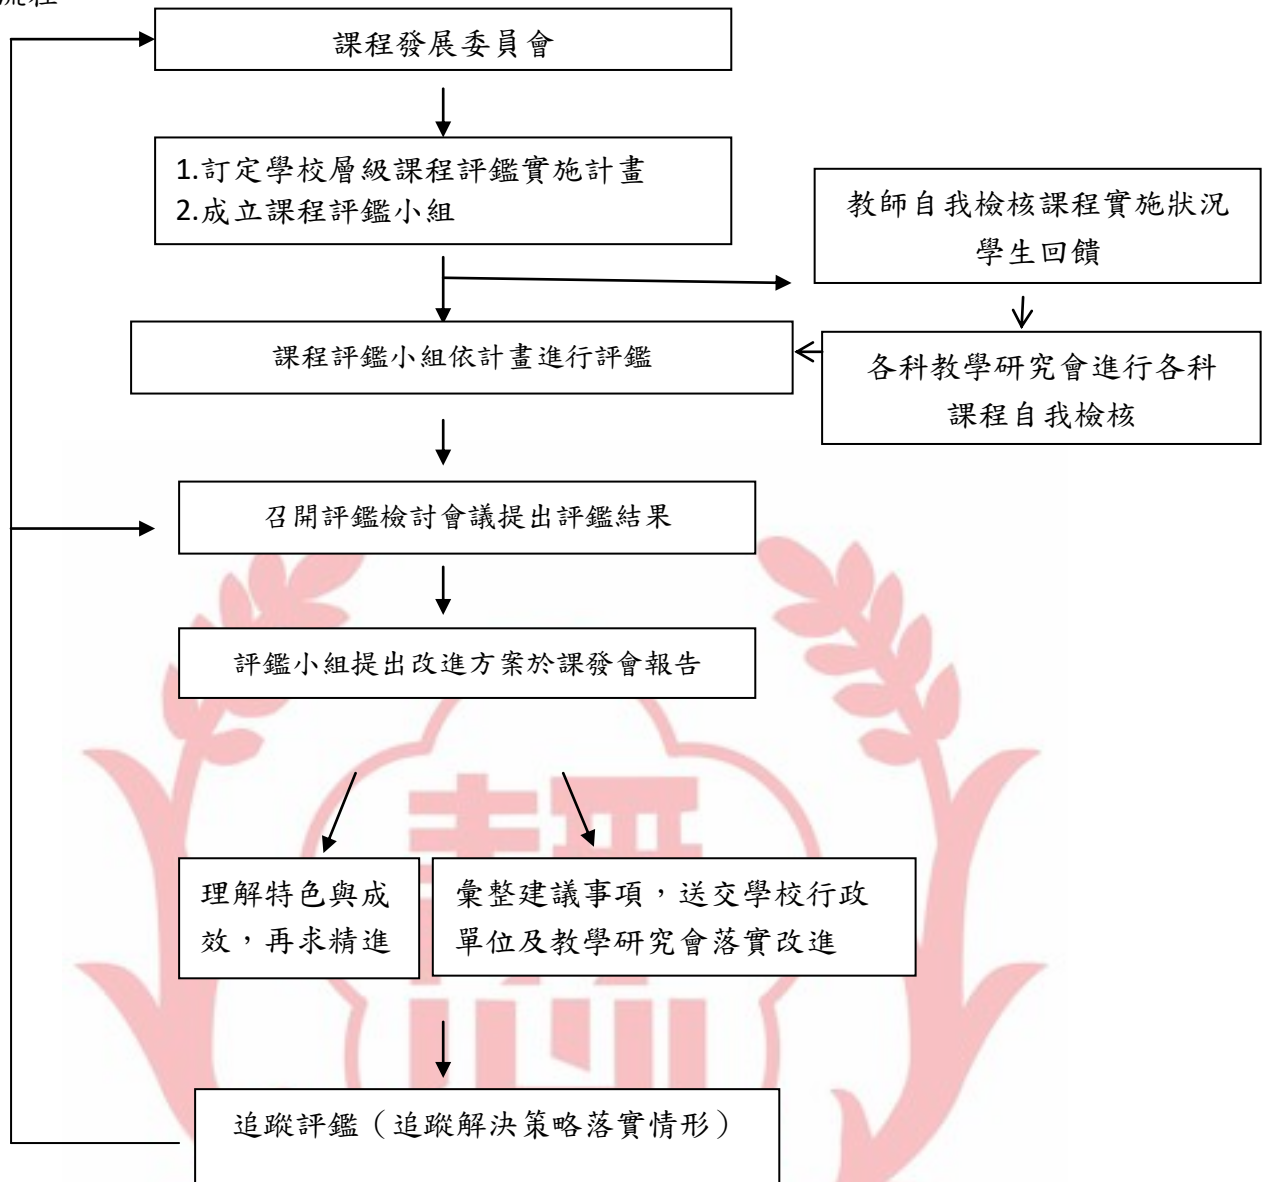 課程發展委員會
1.訂定學校層級課程評鑑實施計畫
2.成立課程評鑑小組
教師自我檢核課程實施狀況
學生回饋
課程評鑑小組依計畫進行評鑑
各科教學研究會進行各科
課程自我檢核
召開評鑑檢討會議提出評鑑結果
評鑑小組提出改進方案於課發會報告
理解特色與成
效，再求精進
彙整建議事項，送交學校行政
單位及教學研究會落實改進
追蹤評鑑（追蹤解決策略落實情形）